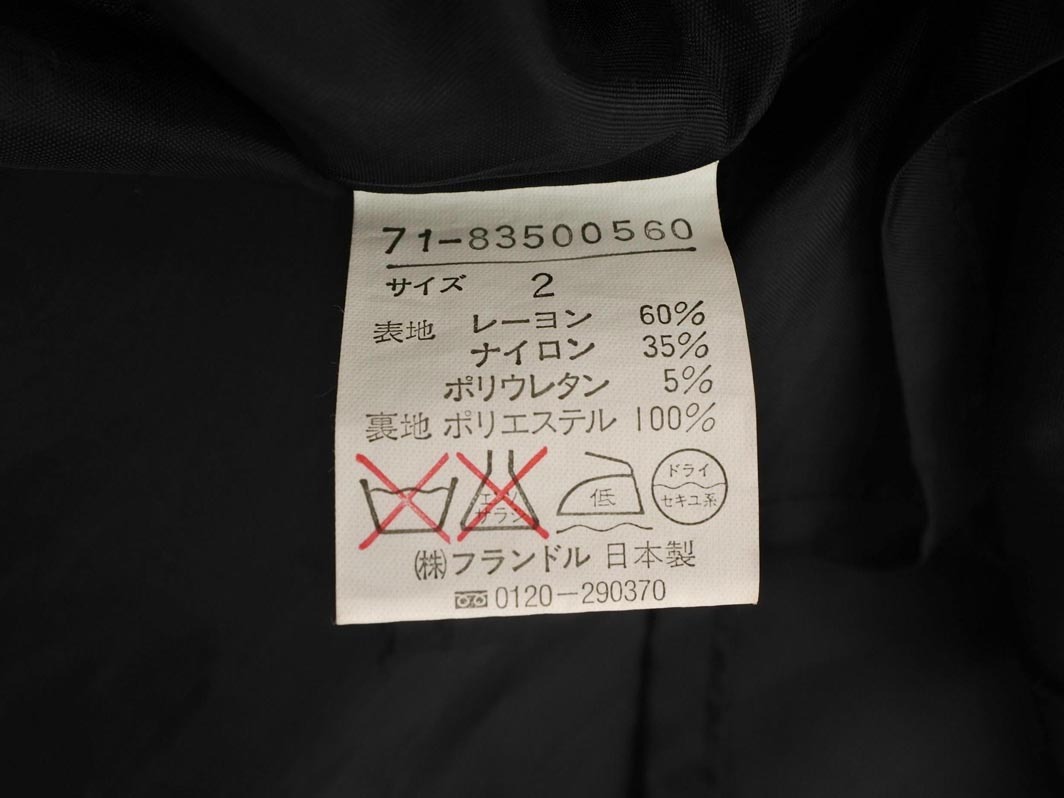 71-83500560
サイズ 2
表地 レーヨン 60%
ナイロン 35%
ポリウレタン 5%
裏地 ポリエステル 100%
エンソ
サラシ
低
ドライ
セキユ系
(株)フランドル 日本製
0120-290370